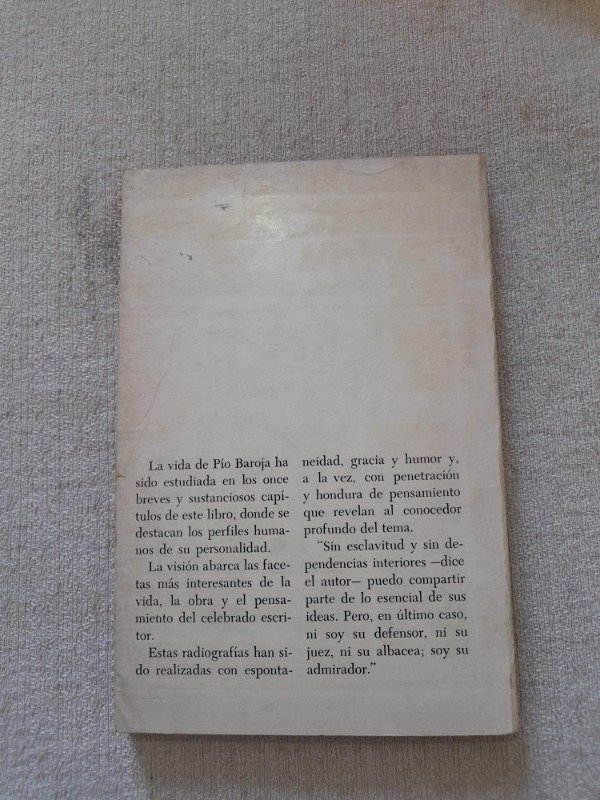 La vida de Pío Baroja ha
sido estudiada en los once
breves y sustanciosos capí-
tulos de este libro, donde se
destacan los perfiles huma-
nos de su personalidad.
La visión abarca las face-
tas más interesantes de la
vida, la obra y el pensa-
miento del celebrado escri-
tor.
Estas radiografías han si-
do realizadas con esponta-
neidad, gracia y humor y,
a la vez, con penetración
y hondura de pensamiento
que revelan al conocedor
profundo del tema.
"Sin esclavitud y sin de-
pendencias interiores —dice
el autor— puedo compartir
parte de lo esencial de sus
ideas. Pero, en último caso,
ni soy su defensor, ni su
juez, ni su albacea; soy su
admirador."